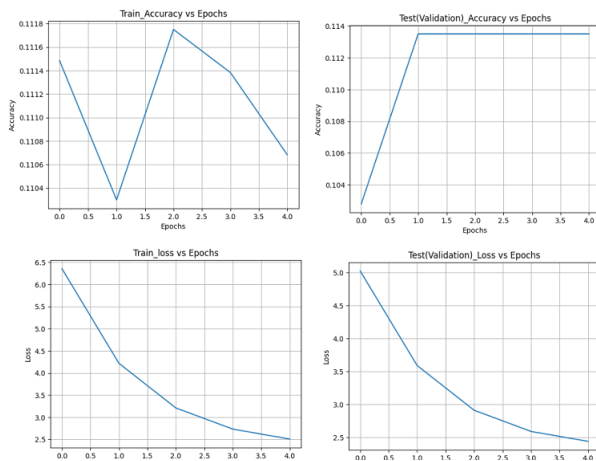 Train_Accuracy vs Epochs
0.1118
0.1116
0.1114
0.1112
0.1110
0.1108
0.1106
0.1104
Accuracy
0.0 0.5 1.0 1.5 2.0 2.5 3.0 3.5 4.0
Epochs
Test(Validation)_Accuracy vs Epochs
0.114
0.112
0.110
0.108
0.106
0.104
Accuracy
0.0 0.5 1.0 1.5 2.0 2.5 3.0 3.5 4.0
Epochs
Train_loss vs Epochs
6.5
6.0
5.5
5.0
4.5
4.0
3.5
3.0
2.5
Loss
0.0 0.5 1.0 1.5 2.0 2.5 3.0 3.5 4.0
Test(Validation)_Loss vs Epochs
5.0
4.5
4.0
3.5
3.0
2.5
Loss
0.0 0.5 1.0 1.5 2.0 2.5 3.0 3.5 4.0